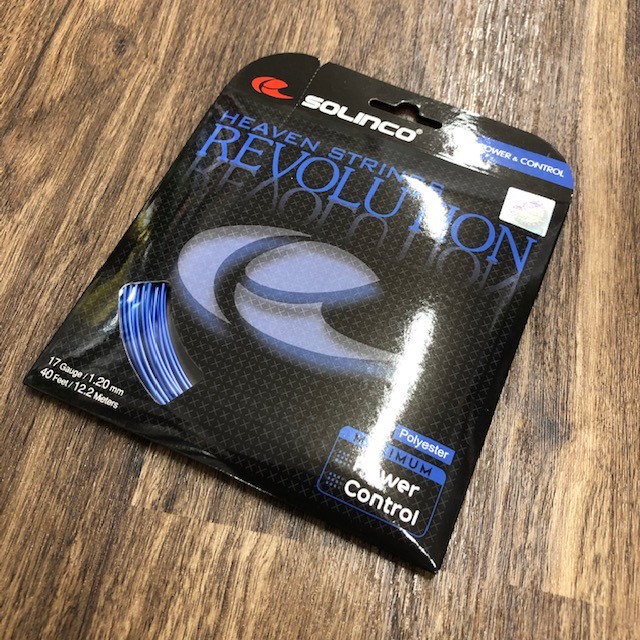 SOLINCO®
POWER & CONTROL
HEAVEN STRINGS
REVOLUTION
17 Gauge / 1.20 mm
40 Feet / 12.2 Meters
Polyester
MAXIMUM
Power
Control